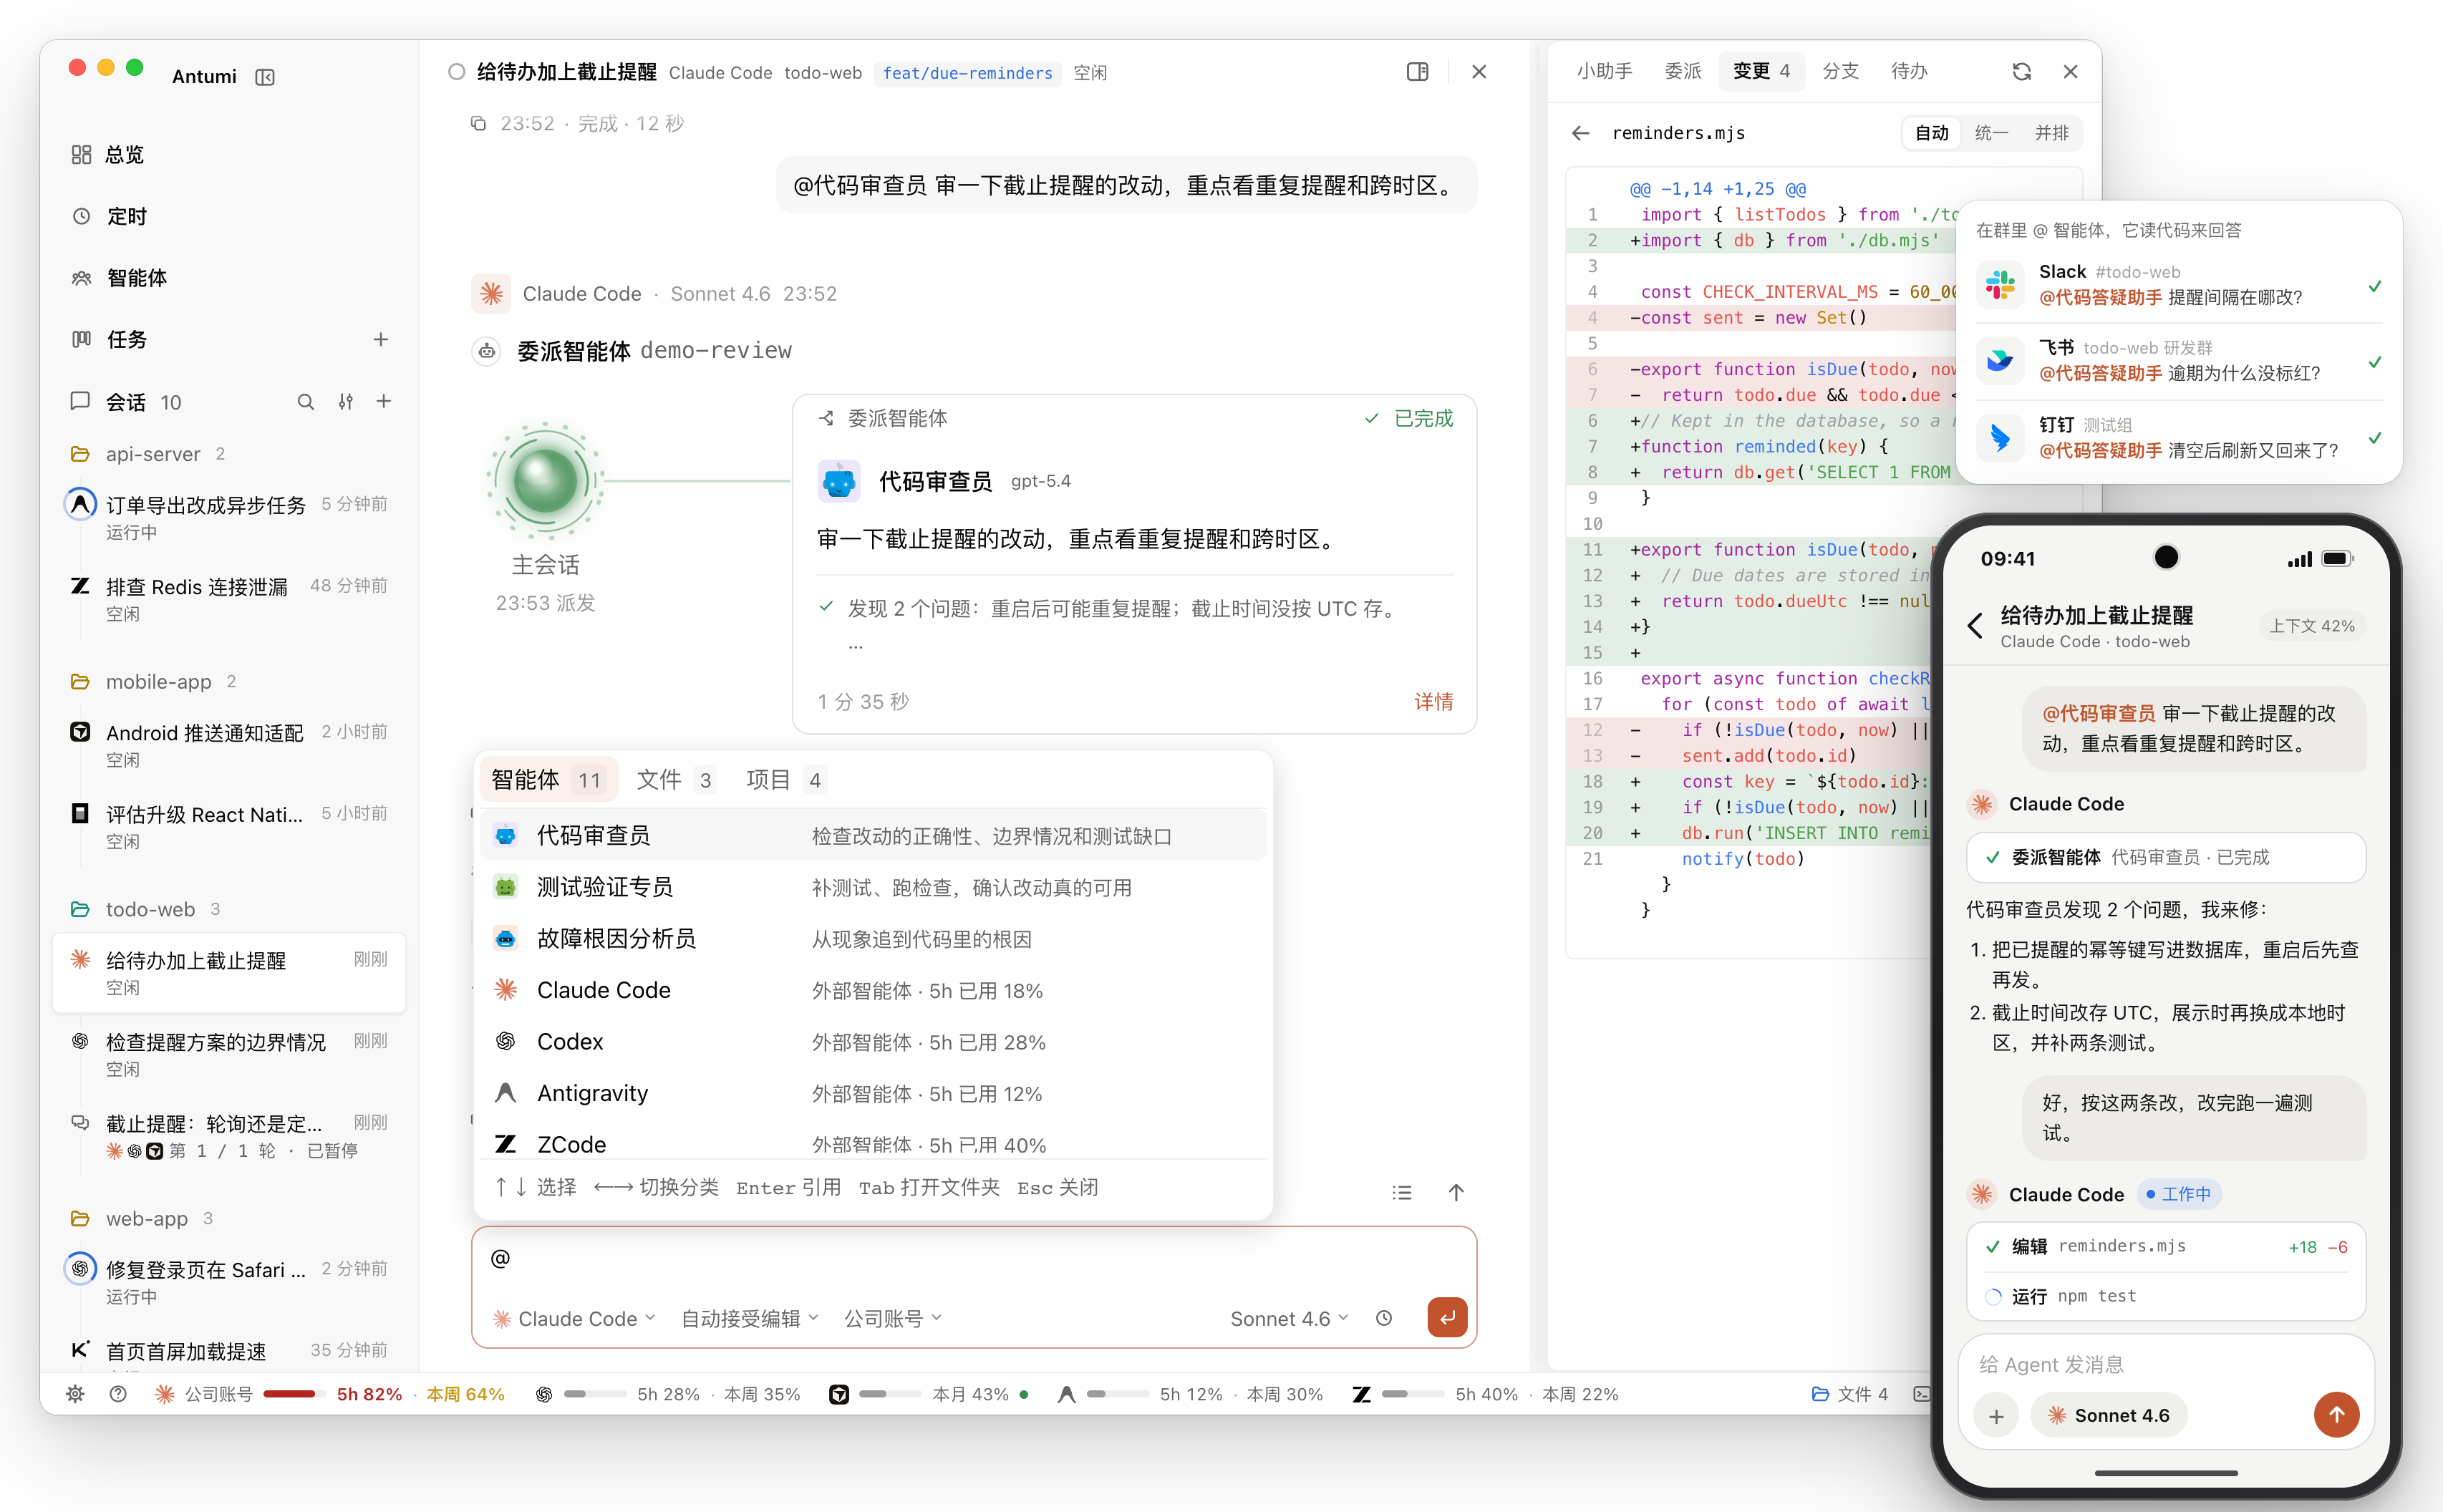 Antumi
总览
定时
智能体
任务
会话 10
api-server 2
订单导出改成异步任务 5 分钟前
运行中
排查 Redis 连接泄漏 48 分钟前
空闲
mobile-app 2
Android 推送通知适配 2 小时前
空闲
评估升级 React Nati... 5 小时前
空闲
todo-web 3
给待办加上截止提醒 刚刚
空闲
检查提醒方案的边界情况 刚刚
空闲
截止提醒：轮询还是定... 刚刚
第 1 / 1 轮 · 已暂停
web-app 3
修复登录页在 Safari ... 2 分钟前
运行中
首页首屏加载提速 35 分钟前
给待办加上截止提醒 Claude Code todo-web feat/due-reminders 空闲
23:52 · 完成 · 12 秒
@代码审查员 审一下截止提醒的改动，重点看重复提醒和跨时区。
Claude Code · Sonnet 4.6 23:52
委派智能体 demo-review
主会话
23:53 派发
委派智能体 已完成
代码审查员 gpt-5.4
审一下截止提醒的改动，重点看重复提醒和跨时区。
发现 2 个问题：重启后可能重复提醒；截止时间没按 UTC 存。
...
1 分 35 秒 详情
智能体 11 文件 3 项目 4
代码审查员 检查改动的正确性、边界情况和测试缺口
测试验证专员 补测试、跑检查，确认改动真的可用
故障根因分析员 从现象追到代码里的根因
Claude Code 外部智能体 · 5h 已用 18%
Codex 外部智能体 · 5h 已用 28%
Antigravity 外部智能体 · 5h 已用 12%
ZCode 外部智能体 · 5h 已用 40%
↑↓ 选择 ←→ 切换分类 Enter 引用 Tab 打开文件夹 Esc 关闭
@
Claude Code 自动接受编辑 公司账号 Sonnet 4.6
小助手 委派 变更 4 分支 待办
reminders.mjs 自动 统一 并排
@@ -1,14 +1,25 @@
1 import { listTodos } from './to
2 +import { db } from './db.mjs'
3
4 const CHECK_INTERVAL_MS = 60_00
4 -const sent = new Set()
5
6 -export function isDue(todo, now
7 - return todo.due && todo.due <
6 +// Kept in the database, so a r
7 +function reminded(key) {
8 + return db.get('SELECT 1 FROM
9 }
10
11 +export function isDue(todo, n
12 + // Due dates are stored in
13 + return todo.dueUtc !== nul
14 +}
15 +
16 export async function checkR
17 for (const todo of await l
12 - if (!isDue(todo, now) ||
13 - sent.add(todo.id)
18 + const key = `${todo.id}:
19 + if (!isDue(todo, now) ||
20 + db.run('INSERT INTO remi
21 notify(todo)
}
}
在群里 @ 智能体，它读代码来回答
Slack #todo-web
@代码答疑助手 提醒间隔在哪改？
飞书 todo-web 研发群
@代码答疑助手 逾期为什么没标红？
钉钉 测试组
@代码答疑助手 清空后刷新又回来了？
09:41
给待办加上截止提醒
Claude Code · todo-web
上下文 42%
@代码审查员 审一下截止提醒的改
动，重点看重复提醒和跨时区。
Claude Code
委派智能体 代码审查员 · 已完成
代码审查员发现 2 个问题，我来修：
1. 把已提醒的幂等键写进数据库，重启后先查
再发。
2. 截止时间改存 UTC，展示时再换成本地时
区，并补两条测试。
好，按这两条改，改完跑一遍测
试。
Claude Code 工作中
编辑 reminders.mjs +18 −6
运行 npm test
给 Agent 发消息
Sonnet 4.6
公司账号 5h 82% · 本周 64% 5h 28% · 本周 35% 本月 43% 5h 12% · 本周 30% 5h 40% · 本周 22% 文件 4